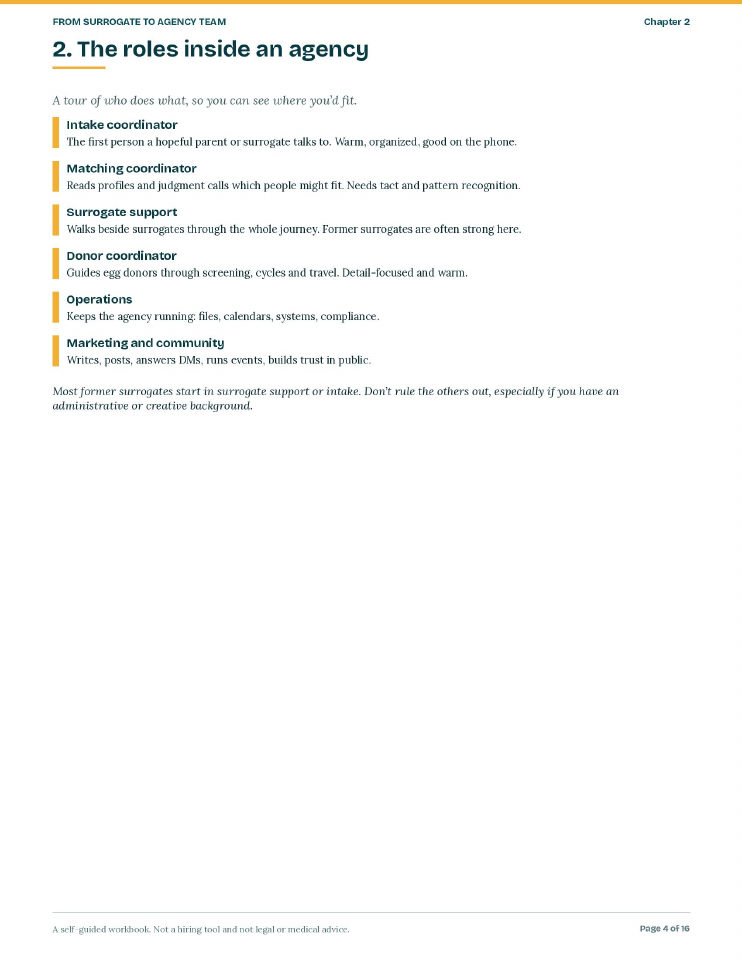 FROM SURROGATE TO AGENCY TEAM
Chapter 2
2. The roles inside an agency
A tour of who does what, so you can see where you'd fit.
Intake coordinator
The first person a hopeful parent or surrogate talks to. Warm, organized, good on the phone.
Matching coordinator
Reads profiles and judgment calls which people might fit. Needs tact and pattern recognition.
Surrogate support
Walks beside surrogates through the whole journey. Former surrogates are often strong here.
Donor coordinator
Guides egg donors through screening, cycles and travel. Detail-focused and warm.
Operations
Keeps the agency running: files, calendars, systems, compliance.
Marketing and community
Writes, posts, answers DMs, runs events, builds trust in public.
Most former surrogates start in surrogate support or intake. Don't rule the others out, especially if you have an
administrative or creative background.
A self-guided workbook. Not a hiring tool and not legal or medical advice.
Page 4 of 16